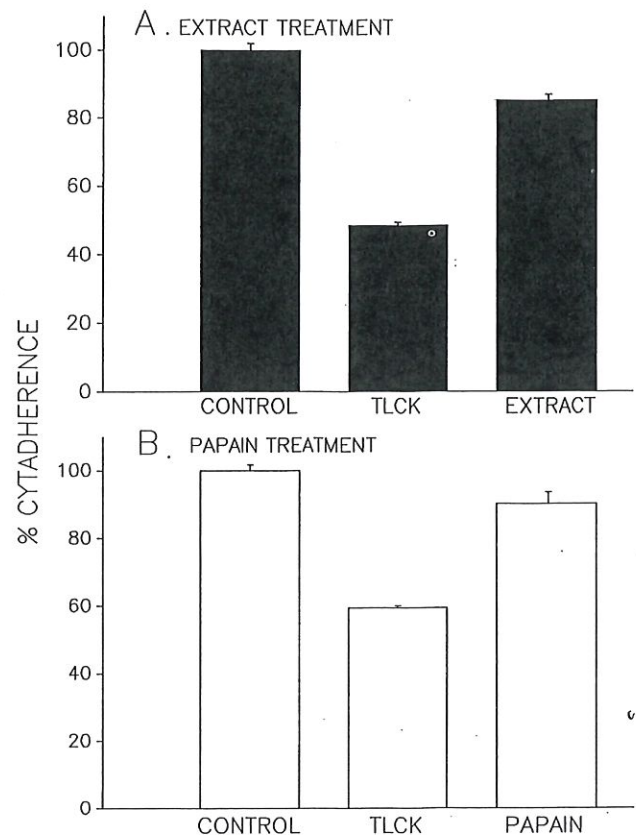 A. EXTRACT TREATMENT
100
80
60
40
20
0
CONTROL TLCK EXTRACT
% CYTADHERENCE
B. PAPAIN TREATMENT
100
80
60
40
20
0
CONTROL TLCK PAPAIN